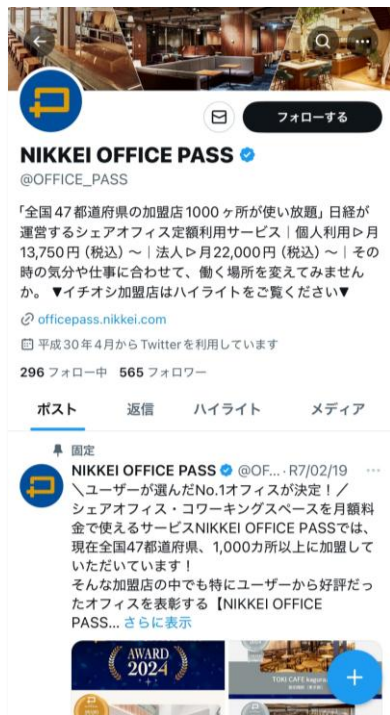 フォローする
NIKKEI OFFICE PASS
@OFFICE_PASS
「全国47都道府県の加盟店1000ヶ所が使い放題」日経が
運営するシェアオフィス定額利用サービス｜個人利用▷月
13,750円（税込）〜｜法人▷月22,000円（税込）〜｜その
時の気分や仕事に合わせて、働く場所を変えてみません
か。▼イチオシ加盟店はハイライトをご覧ください▼
officepass.nikkei.com
平成30年4月からTwitterを利用しています
296 フォロー中 565 フォロワー
ポスト 返信 ハイライト メディア
固定
NIKKEI OFFICE PASS @OF... · R7/02/19
＼ユーザーが選んだNo.1オフィスが決定！／
シェアオフィス・コワーキングスペースを月額料
金で使えるサービスNIKKEI OFFICE PASSでは、
現在全国47都道府県、1,000カ所以上に加盟して
いただいています！
そんな加盟店の中でも特にユーザーから好評だっ
たオフィスを表彰する【NIKKEI OFFICE
PASS... さらに表示
AWARD
2024
TOKI CAFE